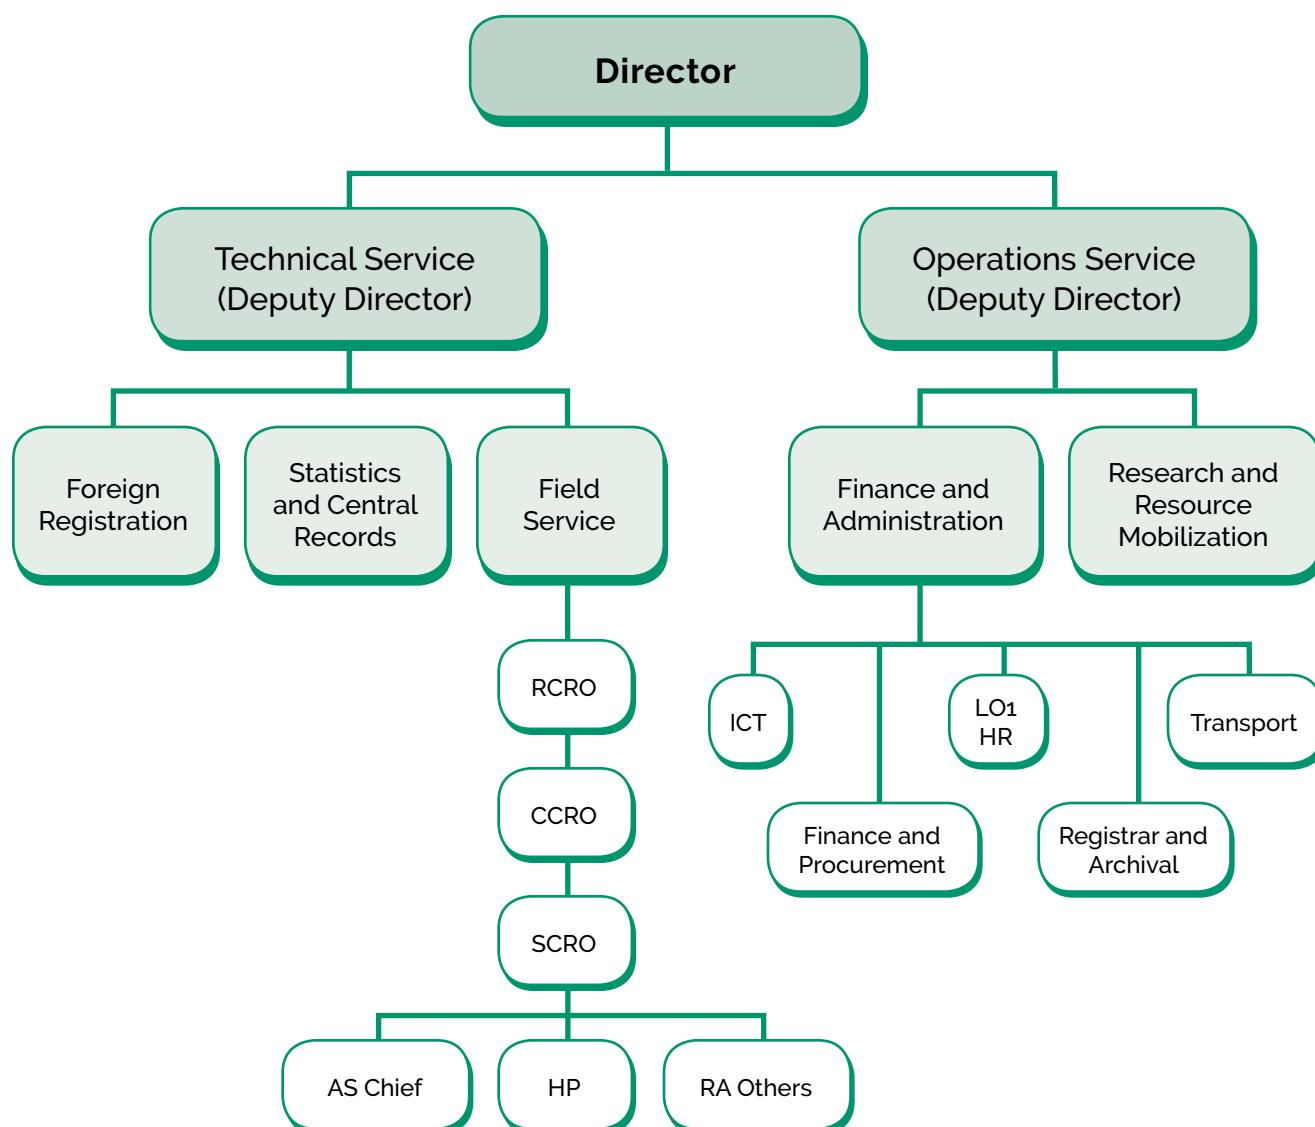 Director
Technical Service
(Deputy Director)
Operations Service
(Deputy Director)
Foreign
Registration
Statistics
and Central
Records
Field
Service
Finance and
Administration
Research and
Resource
Mobilization
RCRO
CCRO
SCRO
AS Chief
HP
RA Others
ICT
LO1
HR
Transport
Finance and
Procurement
Registrar and
Archival